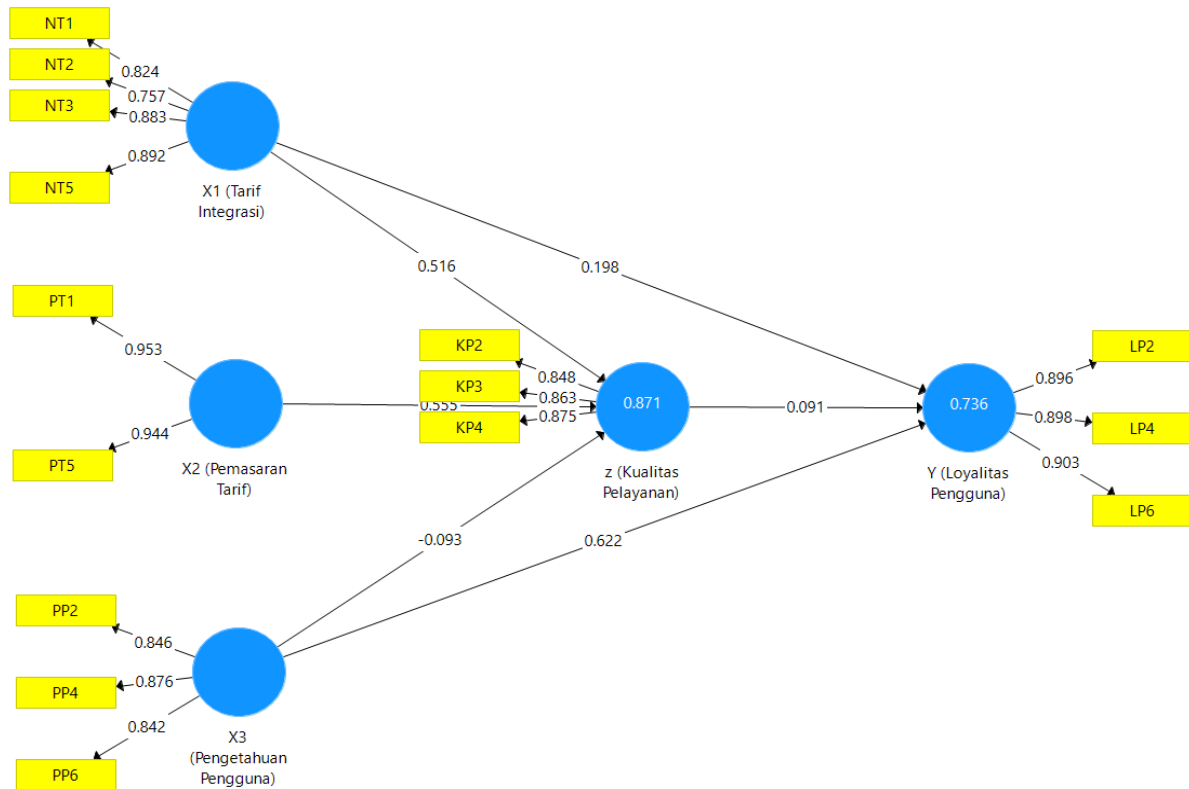 NT1
NT2
NT3
NT5
0.824
0.757
0.883
0.892
X1 (Tarif
Integrasi)
0.516
0.198
PT1
PT5
0.953
0.944
X2 (Pemasaran
Tarif)
0.555
KP2
KP3
KP4
0.848
0.863
0.875
0.871
z (Kualitas
Pelayanan)
0.091
0.736
Y (Loyalitas
Pengguna)
0.896
0.898
0.903
LP2
LP4
LP6
-0.093
0.622
PP2
PP4
PP6
0.846
0.876
0.842
X3
(Pengetahuan
Pengguna)